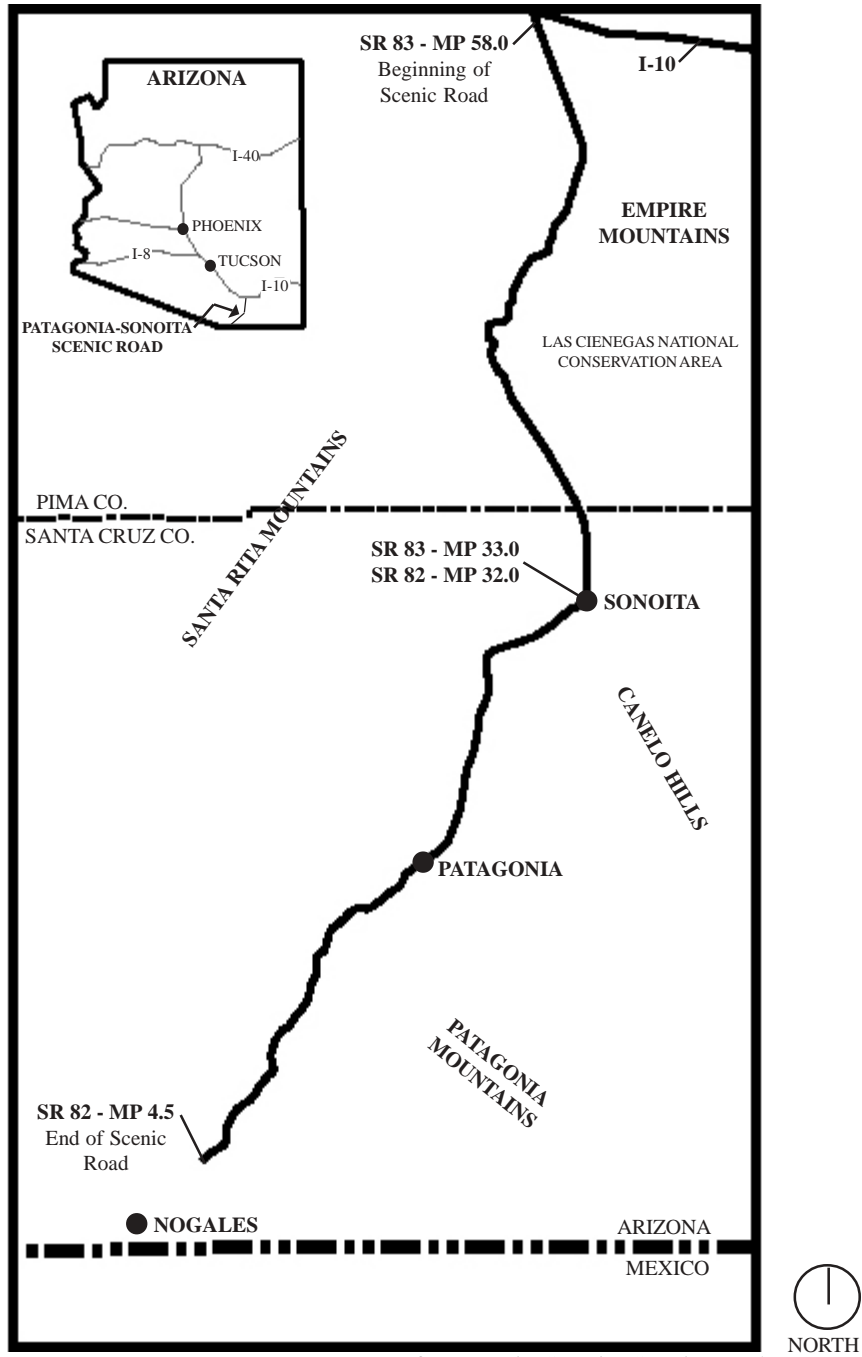 SR 83 - MP 58.0
Beginning of
Scenic Road
I-10
ARIZONA
I-40
PHOENIX
I-8
TUCSON
I-10
PATAGONIA-SONOITA
SCENIC ROAD
EMPIRE
MOUNTAINS
LAS CIENEGAS NATIONAL
CONSERVATION AREA
SANTA RITA MOUNTAINS
PIMA CO.
SANTA CRUZ CO.
SR 83 - MP 33.0
SR 82 - MP 32.0
SONOITA
CANELO HILLS
PATAGONIA
PATAGONIA
MOUNTAINS
SR 82 - MP 4.5
End of Scenic
Road
NOGALES
ARIZONA
MEXICO
NORTH